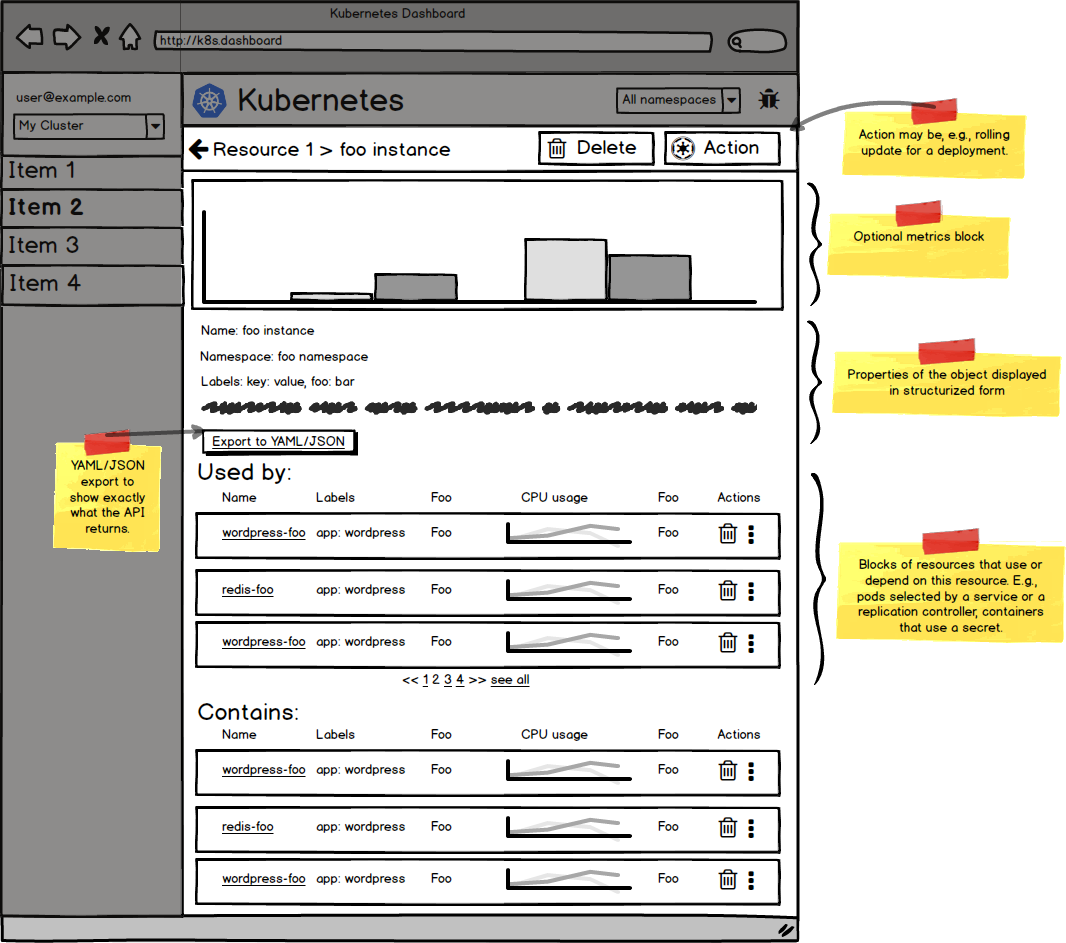 Kubernetes Dashboard
http://k8s.dashboard
user@example.com
My Cluster
Item 1
Item 2
Item 3
Item 4
Kubernetes
All namespaces
Resource 1 > foo instance
Delete
Action
Action may be, e.g., rolling
update for a deployment.
Optional metrics block
Name: foo instance
Namespace: foo namespace
Labels: key: value, foo: bar
Properties of the object displayed
in structurized form
Export to YAML/JSON
YAML/JSON
export to
show exactly
what the API
returns.
Used by:
Name Labels Foo CPU usage Foo Actions
wordpress-foo app: wordpress Foo Foo
redis-foo app: wordpress Foo Foo
wordpress-foo app: wordpress Foo Foo
<< 1 2 3 4 >> see all
Blocks of resources that use or
depend on this resource. E.g.,
pods selected by a service or a
replication controller, containers
that use a secret.
Contains:
Name Labels Foo CPU usage Foo Actions
wordpress-foo app: wordpress Foo Foo
redis-foo app: wordpress Foo Foo
wordpress-foo app: wordpress Foo Foo